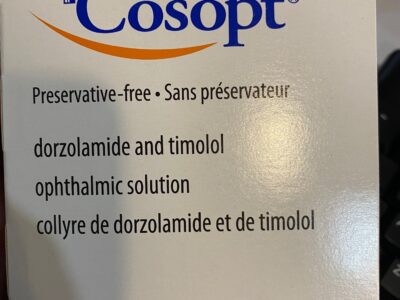 Cosopt®
Preservative-free • Sans préservateur
dorzolamide and timolol
ophthalmic solution
collyre de dorzolamide et de timolol